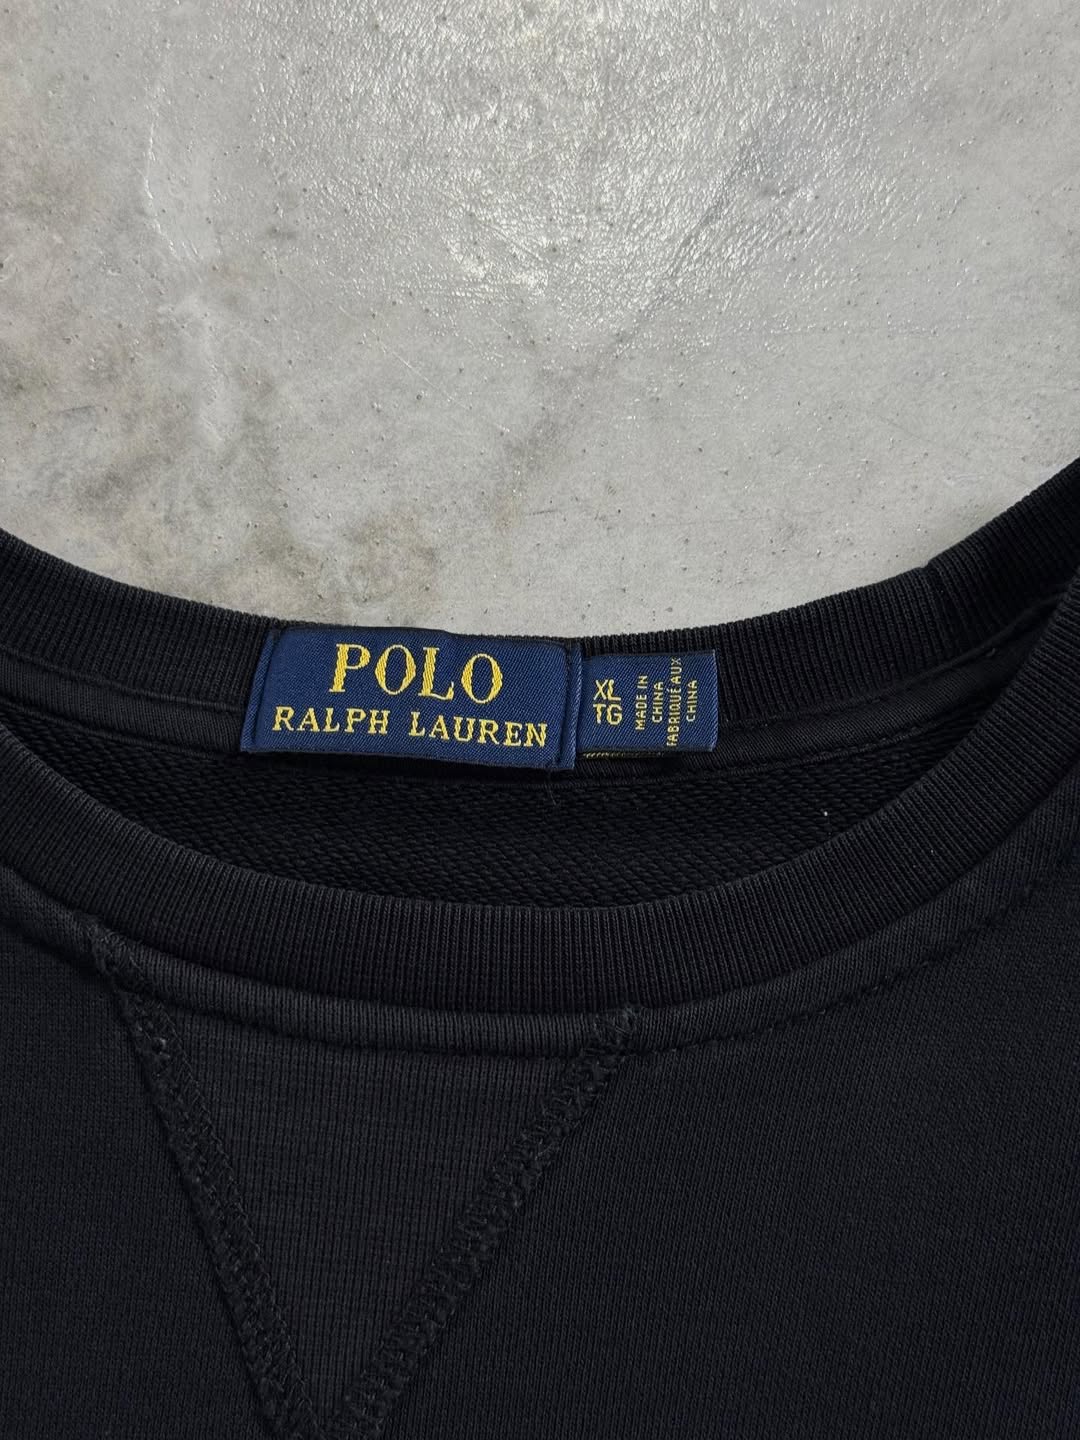 POLO
RALPH LAUREN
XL
TG
MADE IN
CHINA
FABRIQUÉ AUX
CHINA